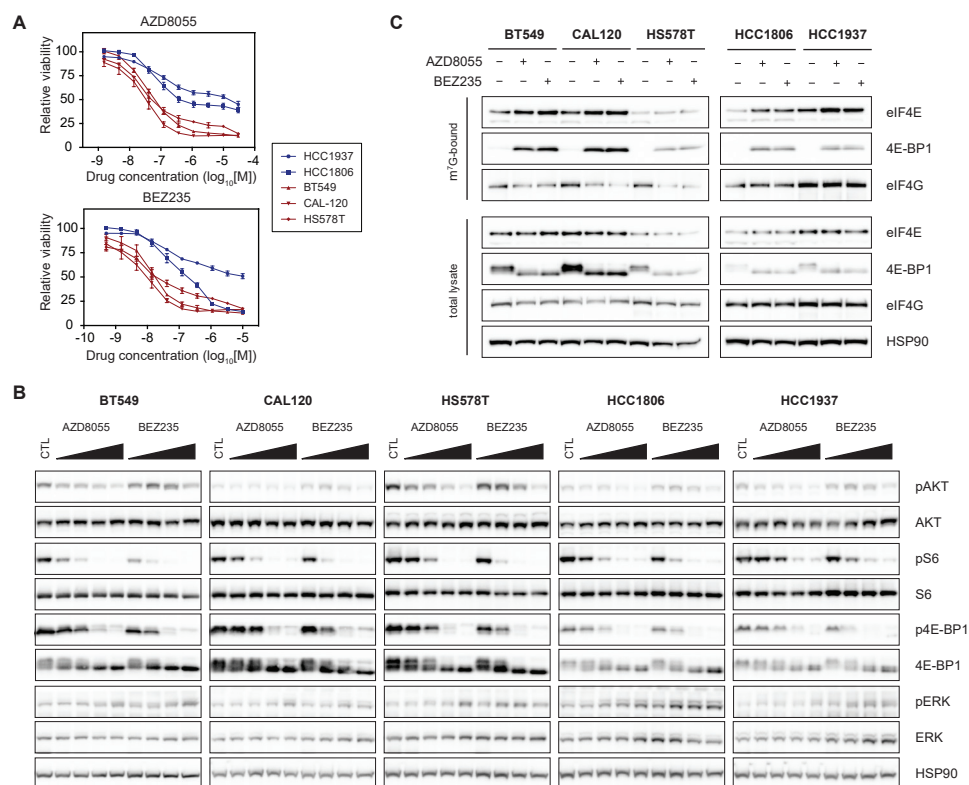 A
AZD8055
Relative viability
100
75
50
25
0
-9 -8 -7 -6 -5 -4
Drug concentration (log10[M])
HCC1937
HCC1806
BT549
CAL-120
HS578T
BEZ235
Relative viability
100
75
50
25
0
-10 -9 -8 -7 -6 -5
Drug concentration (log10[M])
C
BT549 CAL120 HS578T HCC1806 HCC1937
AZD8055 – + – – + – – + – – + – – + –
BEZ235 – – + – – + – – + – – + – – +
m7G-bound
eIF4E
4E-BP1
eIF4G
total lysate
eIF4E
4E-BP1
eIF4G
HSP90
B
BT549 CAL120 HS578T HCC1806 HCC1937
CTL AZD8055 BEZ235 CTL AZD8055 BEZ235 CTL AZD8055 BEZ235 CTL AZD8055 BEZ235 CTL AZD8055 BEZ235
pAKT
AKT
pS6
S6
p4E-BP1
4E-BP1
pERK
ERK
HSP90